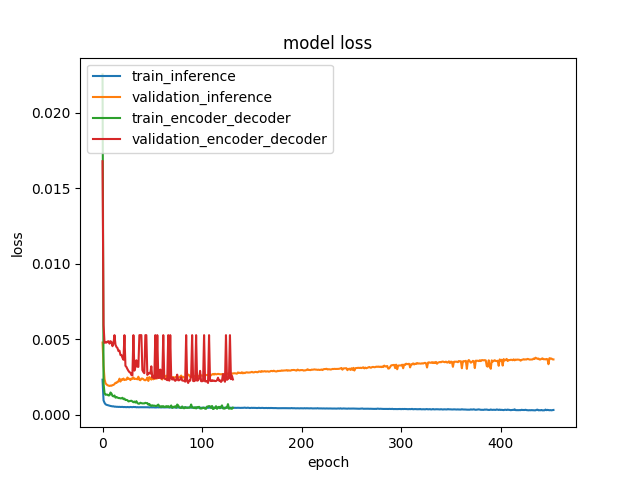 model loss
train_inference
validation_inference
train_encoder_decoder
validation_encoder_decoder
loss
0.020
0.015
0.010
0.005
0.000
0 100 200 300 400
epoch